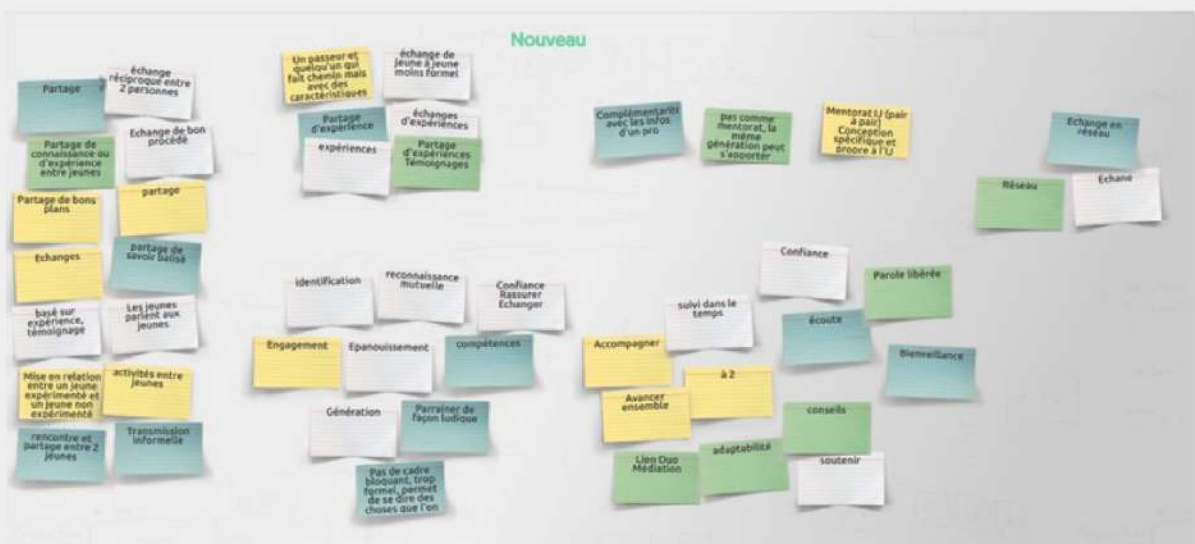 Nouveau
Partage
échange
réciproque entre
2 personnes
Partage de
connaissance ou
d'expérience
entre jeunes
Echange de bon
procédé
Partage de bons
plans
partage
Echanges
partage de
savoir balisé
basé sur
expérience,
témoignage
Les jeunes
parlent aux
jeunes
Mise en relation
entre un jeune
expérimenté et
un jeune non
expérimenté
activités entre
jeunes
rencontre et
partage entre 2
jeunes
Transmission
informelle
Un passeur et
quelqu'un qui
fait chemin mais
avec des
caractéristiques
échange de
jeune à jeune
moins formel
Partage
d'expérience
échanges
d'expériences
expériences
Partage
d'expériences
Témoignages
identification
reconnaissance
mutuelle
Confiance
Rassurer
Echanger
Engagement
Epanouissement
compétences
Génération
Parrainer de
façon ludique
Pas de cadre
bloquant, trop
formel, permet
de se dire des
choses que l'on
Complémentarité
avec les infos
d'un pro
pas comme
mentorat, la
même
génération peut
s'apporter
Mentorat IU (pair
à pair)
Conception
spécifique et
propre à l'U
Confiance
Parole libérée
suivi dans le
temps
écoute
Bienveillance
Accompagner
à 2
Avancer
ensemble
conseils
Lien Duo
Médiation
adaptabilité
soutenir
Echange en
réseau
Réseau
Echane